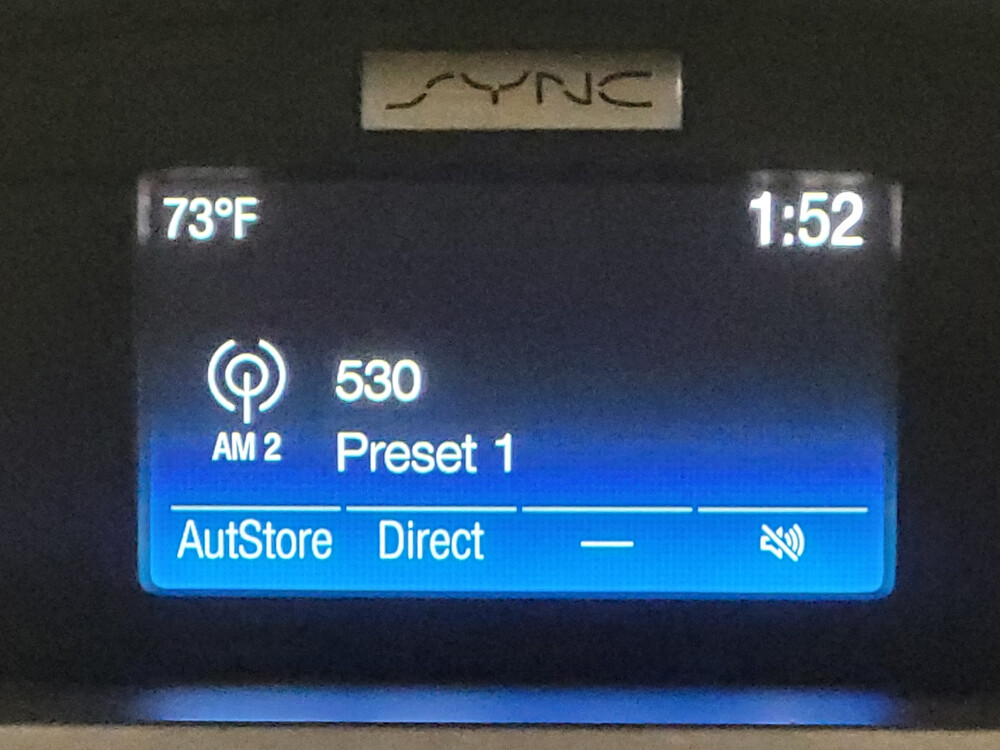 SYNC
73°F 1:52
530
AM 2 Preset 1
AutStore Direct —